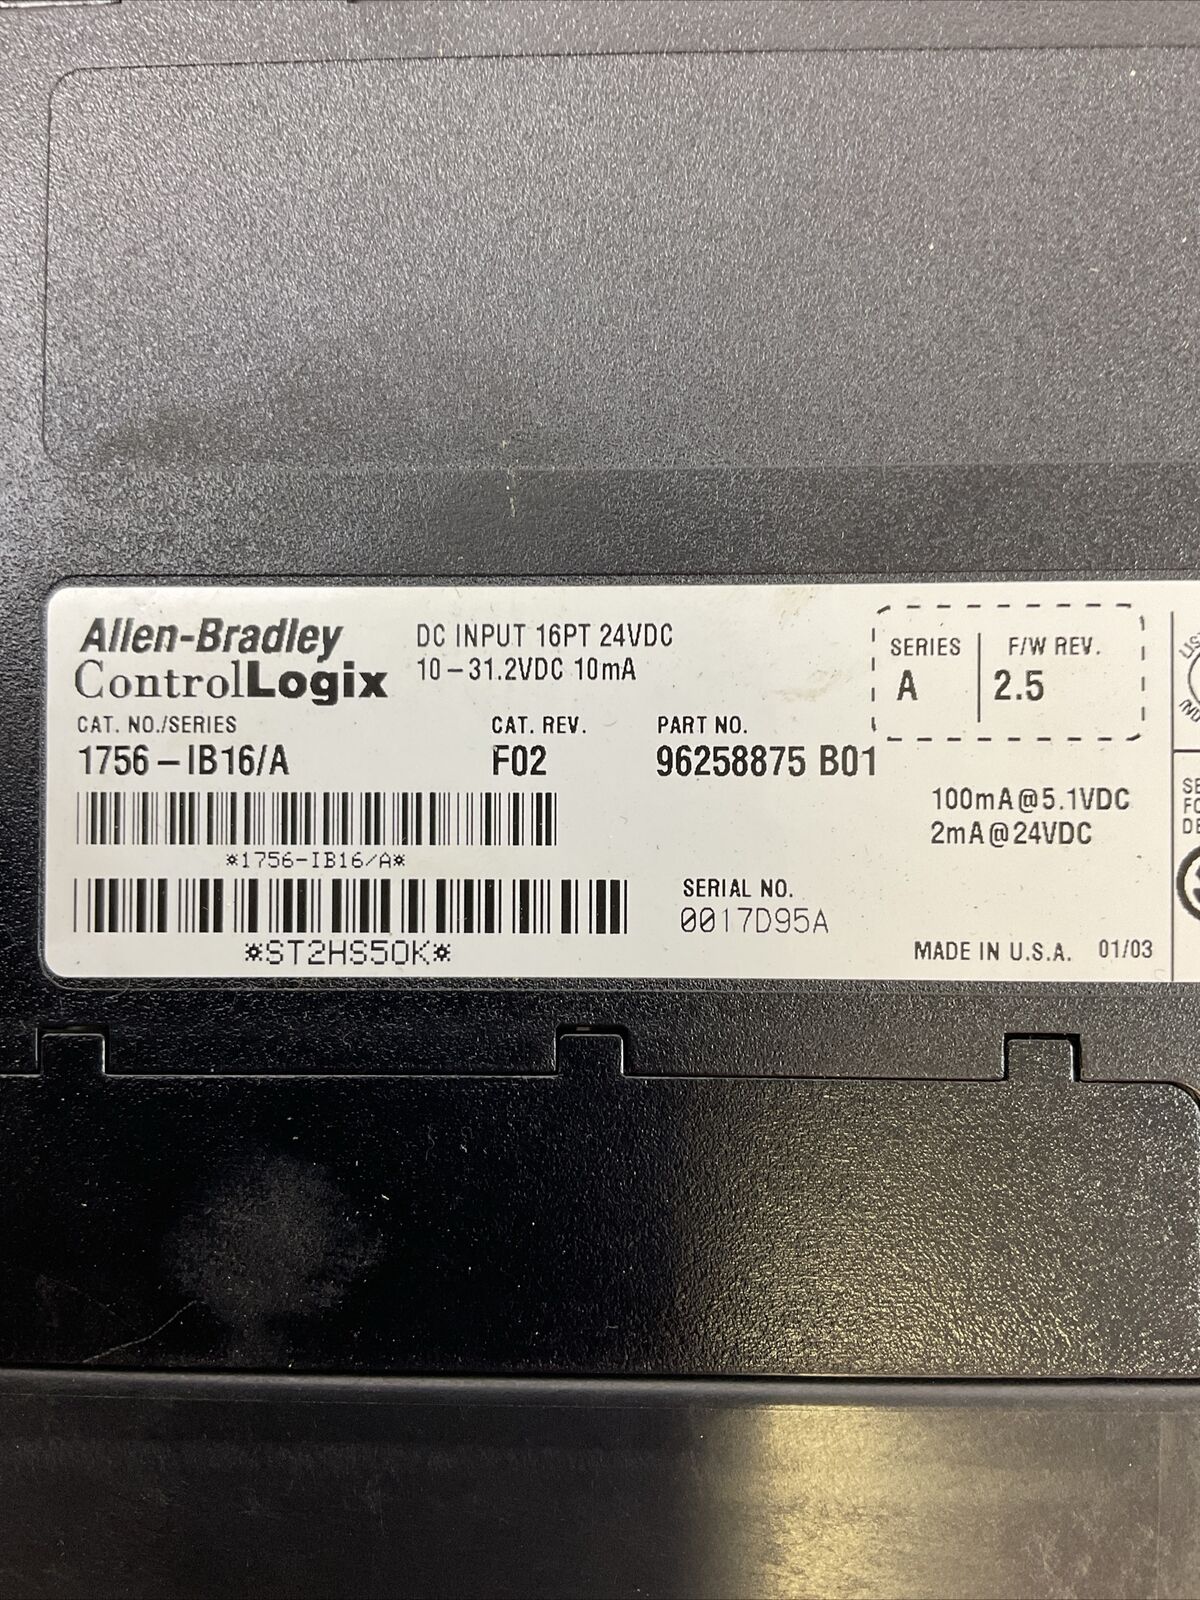 Allen-Bradley
ControlLogix
DC INPUT 16PT 24VDC
10-31.2VDC 10mA
SERIES
A
F/W REV.
2.5
CAT. NO./SERIES
1756-IB16/A
CAT. REV.
F02
PART NO.
96258875 B01
*1756-IB16/A*
100mA@5.1VDC
2mA@24VDC
*ST2HS50K*
SERIAL NO.
0017D95A
MADE IN U.S.A. 01/03